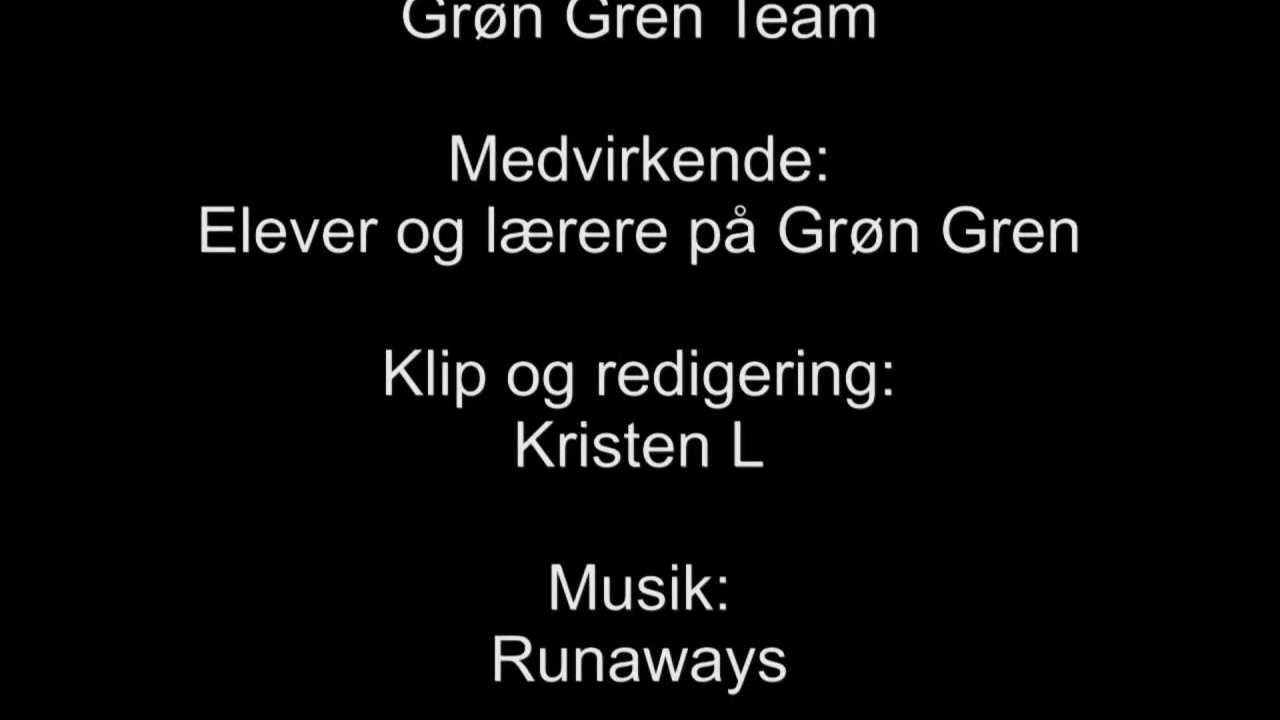 Grøn Gren Team
Medvirkende:
Elever og lærere på Grøn Gren
Klip og redigering:
Kristen L
Musik:
Runaways